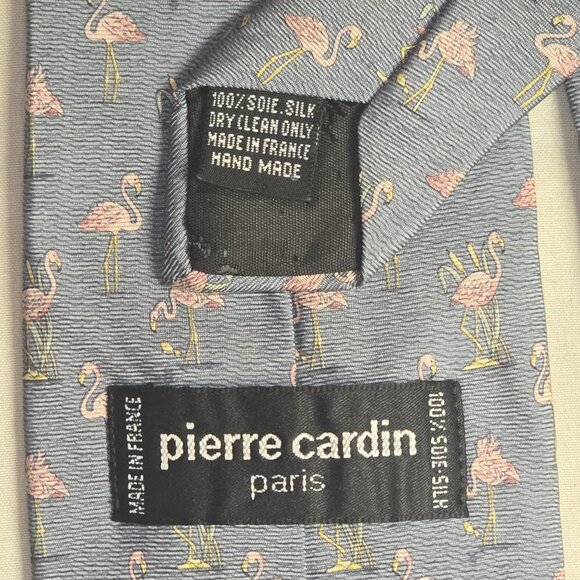 100% SOIE. SILK
DRY CLEAN ONLY
MADE IN FRANCE
HAND MADE
MADE IN FRANCE
pierre cardin
paris
100% SOIE-SILK